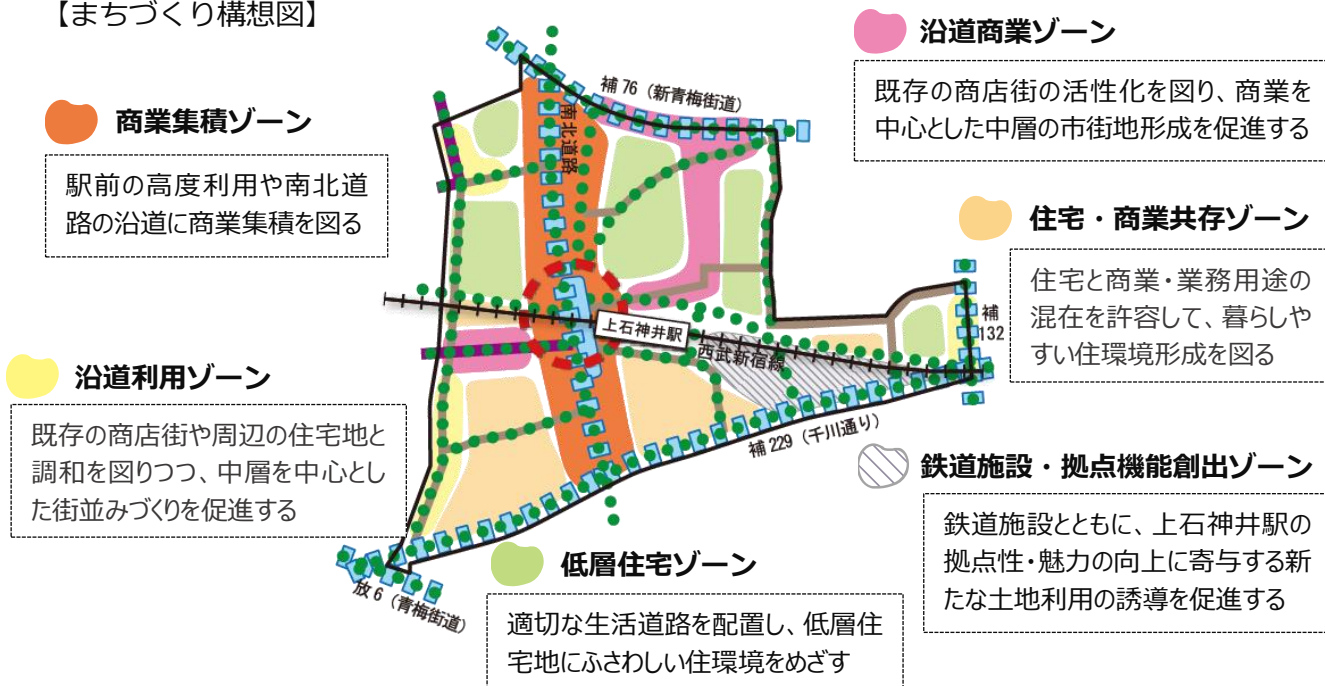 【まちづくり構想図】
商業集積ゾーン
駅前の高度利用や南北道
路の沿道に商業集積を図る
沿道利用ゾーン
既存の商店街や周辺の住宅地と
調和を図りつつ、中層を中心とし
た街並みづくりを促進する
補76（新青梅街道）
南北道路
上石神井駅
西武新宿線
補
132
補229（千川通り）
放6（青梅街道）
低層住宅ゾーン
適切な生活道路を配置し、低層住
宅地にふさわしい住環境をめざす
沿道商業ゾーン
既存の商店街の活性化を図り、商業を
中心とした中層の市街地形成を促進する
住宅・商業共存ゾーン
住宅と商業・業務用途の
混在を許容して、暮らしや
すい住環境形成を図る
鉄道施設・拠点機能創出ゾーン
鉄道施設とともに、上石神井駅の
拠点性・魅力の向上に寄与する新
たな土地利用の誘導を促進する